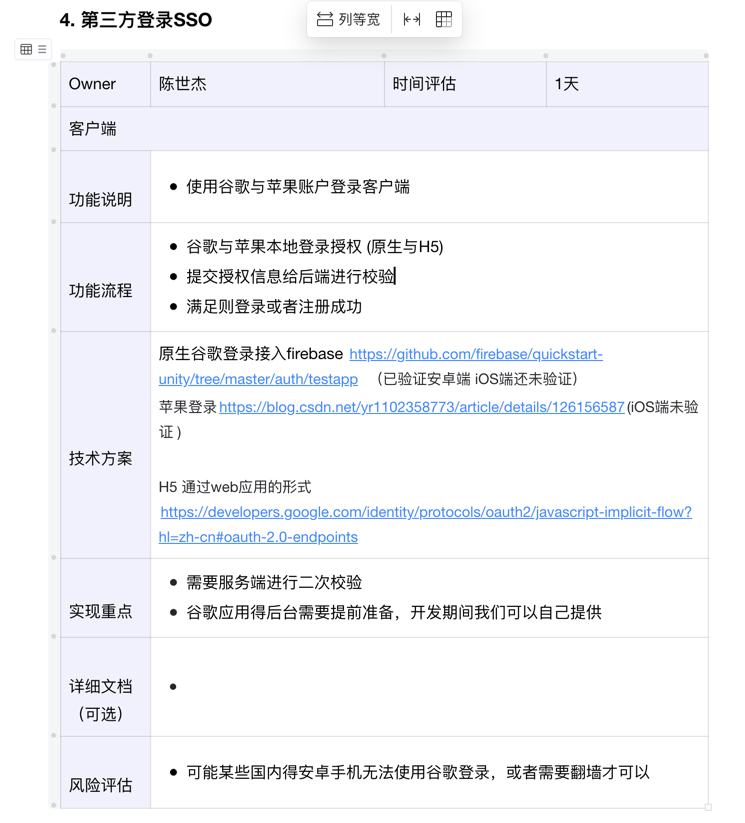 4. 第三方登录SSO
列等宽
Owner
陈世杰
时间评估
1天
客户端
功能说明
使用谷歌与苹果账户登录客户端
功能流程
谷歌与苹果本地登录授权 (原生与H5)
提交授权信息给后端进行校验
满足则登录或者注册成功
技术方案
原生谷歌登录接入firebase https://github.com/firebase/quickstart-
unity/tree/master/auth/testapp （已验证安卓端 iOS端还未验证）
苹果登录 https://blog.csdn.net/yr1102358773/article/details/126156587 (iOS端未验
证 )
H5 通过web应用的形式
https://developers.google.com/identity/protocols/oauth2/javascript-implicit-flow?
hl=zh-cn#oauth-2.0-endpoints
实现重点
需要服务端进行二次校验
谷歌应用得后台需要提前准备，开发期间我们可以自己提供
详细文档
（可选）
风险评估
可能某些国内得安卓手机无法使用谷歌登录，或者需要翻墙才可以